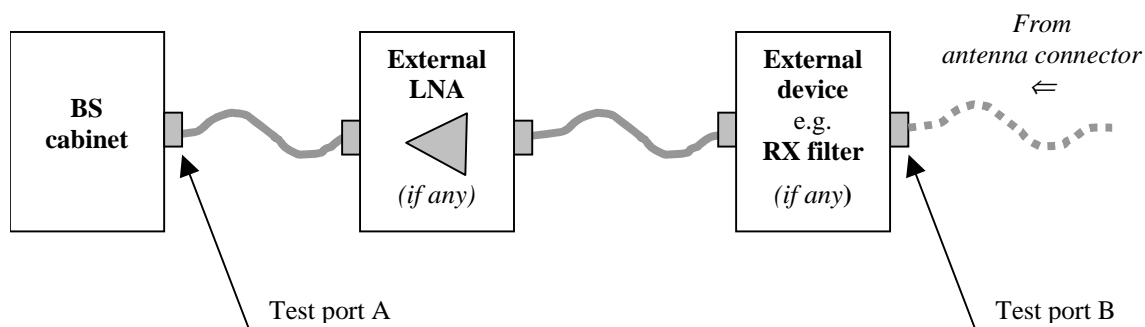 BS
cabinet
External
LNA
(if any)
External
device
e.g.
RX filter
(if any)
From
antenna connector
⇐
Test port A
Test port B